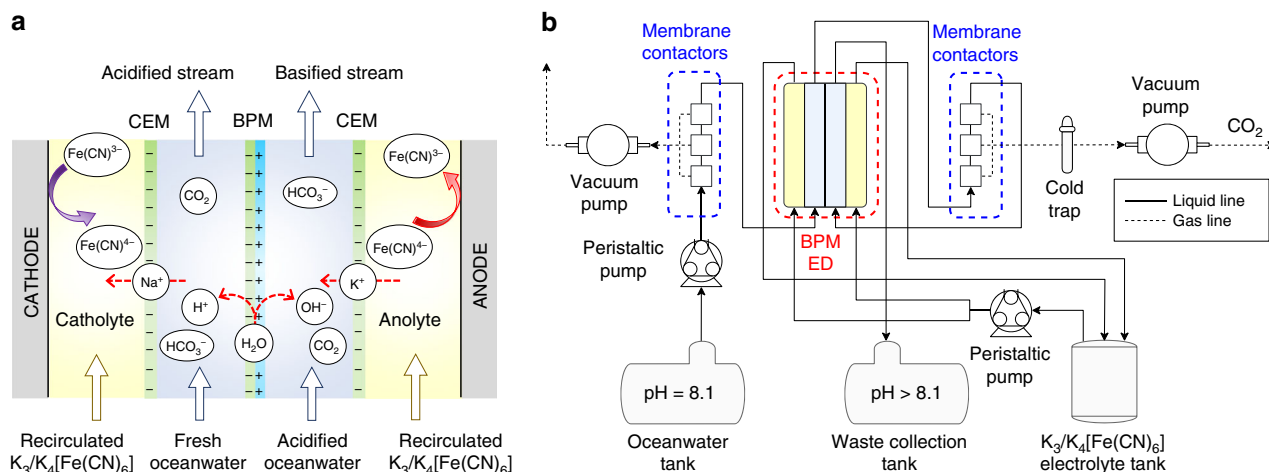 a
Acidified stream
Basified stream
CEM
BPM
CEM
Fe(CN)³⁻
Fe(CN)³⁻
CO₂
HCO₃⁻
Fe(CN)⁴⁻
Fe(CN)⁴⁻
Na⁺
K⁺
H⁺
OH⁻
Catholyte
Anolyte
HCO₃⁻
H₂O
CO₂
CATHODE
ANODE
Recirculated
K₃/K₄[Fe(CN)₆]
Fresh
oceanwater
Acidified
oceanwater
Recirculated
K₃/K₄[Fe(CN)₆]
b
Membrane
contactors
Membrane
contactors
Vacuum
pump
Vacuum
pump
CO₂
Cold
trap
Liquid line
Gas line
Peristaltic
pump
BPM
ED
Peristaltic
pump
pH = 8.1
pH > 8.1
Oceanwater
tank
Waste collection
tank
K₃/K₄[Fe(CN)₆]
electrolyte tank